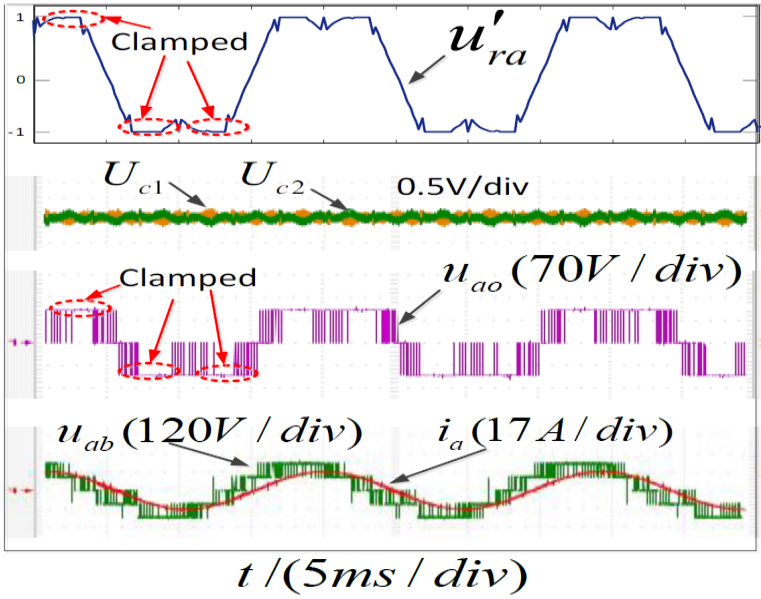 1
Clamped
u'ra
0
-1
Uc1 Uc2 0.5V/div
Clamped
uao (70V / div)
uab (120V / div) ia (17A / div)
t /(5ms / div)